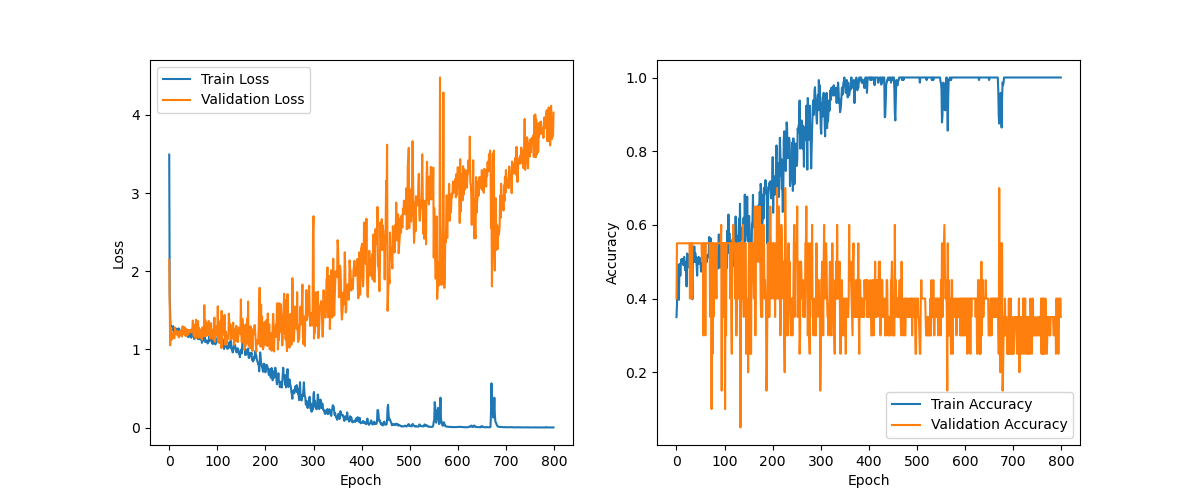 Train Loss
Validation Loss
4
3
2
1
0
Loss
0 100 200 300 400 500 600 700 800
Epoch
1.0
0.8
0.6
0.4
0.2
Accuracy
Train Accuracy
Validation Accuracy
0 100 200 300 400 500 600 700 800
Epoch